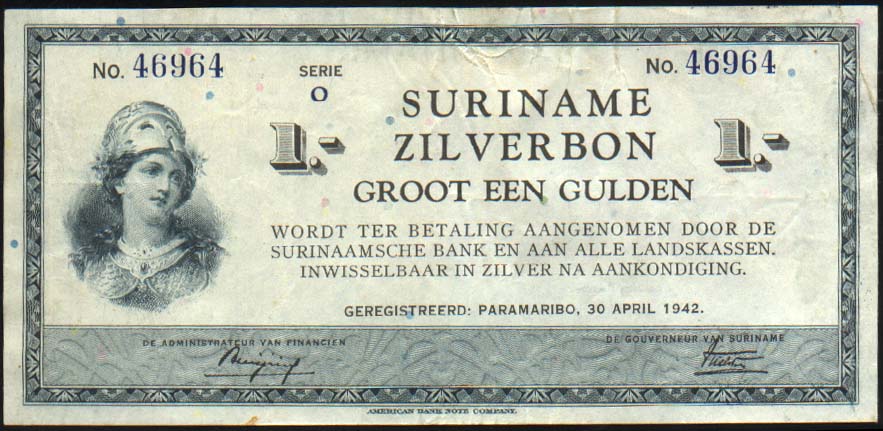 No. 46964
SERIE
O
No. 46964
1.-
SURINAME
ZILVERBON
1.-
GROOT EEN GULDEN
WORDT TER BETALING AANGENOMEN DOOR DE
SURINAAMSCHE BANK EN AAN ALLE LANDSKASSEN.
INWISSELBAAR IN ZILVER NA AANKONDIGING.
GEREGISTREERD: PARAMARIBO, 30 APRIL 1942.
DE ADMINISTRATEUR VAN FINANCIEN
DE GOUVERNEUR VAN SURINAME
AMERICAN BANK NOTE COMPANY.